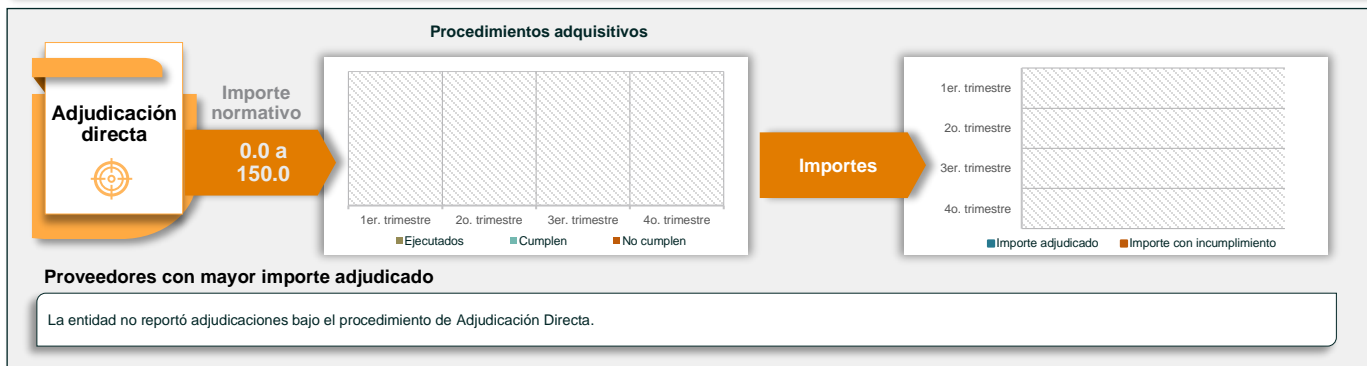 Procedimientos adquisitivos
Adjudicación
directa
Importe
normativo
0.0 a
150.0
1er. trimestre 2o. trimestre 3er. trimestre 4o. trimestre
Ejecutados Cumplen No cumplen
Importes
1er. trimestre
2o. trimestre
3er. trimestre
4o. trimestre
Importe adjudicado Importe con incumplimiento
Proveedores con mayor importe adjudicado
La entidad no reportó adjudicaciones bajo el procedimiento de Adjudicación Directa.